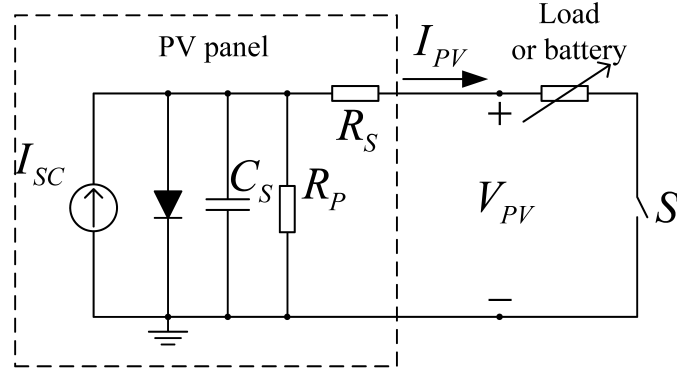 Load
PV panel
I_PV
or battery
R_S
+
I_SC
C_S
R_P
V_PV
S
−